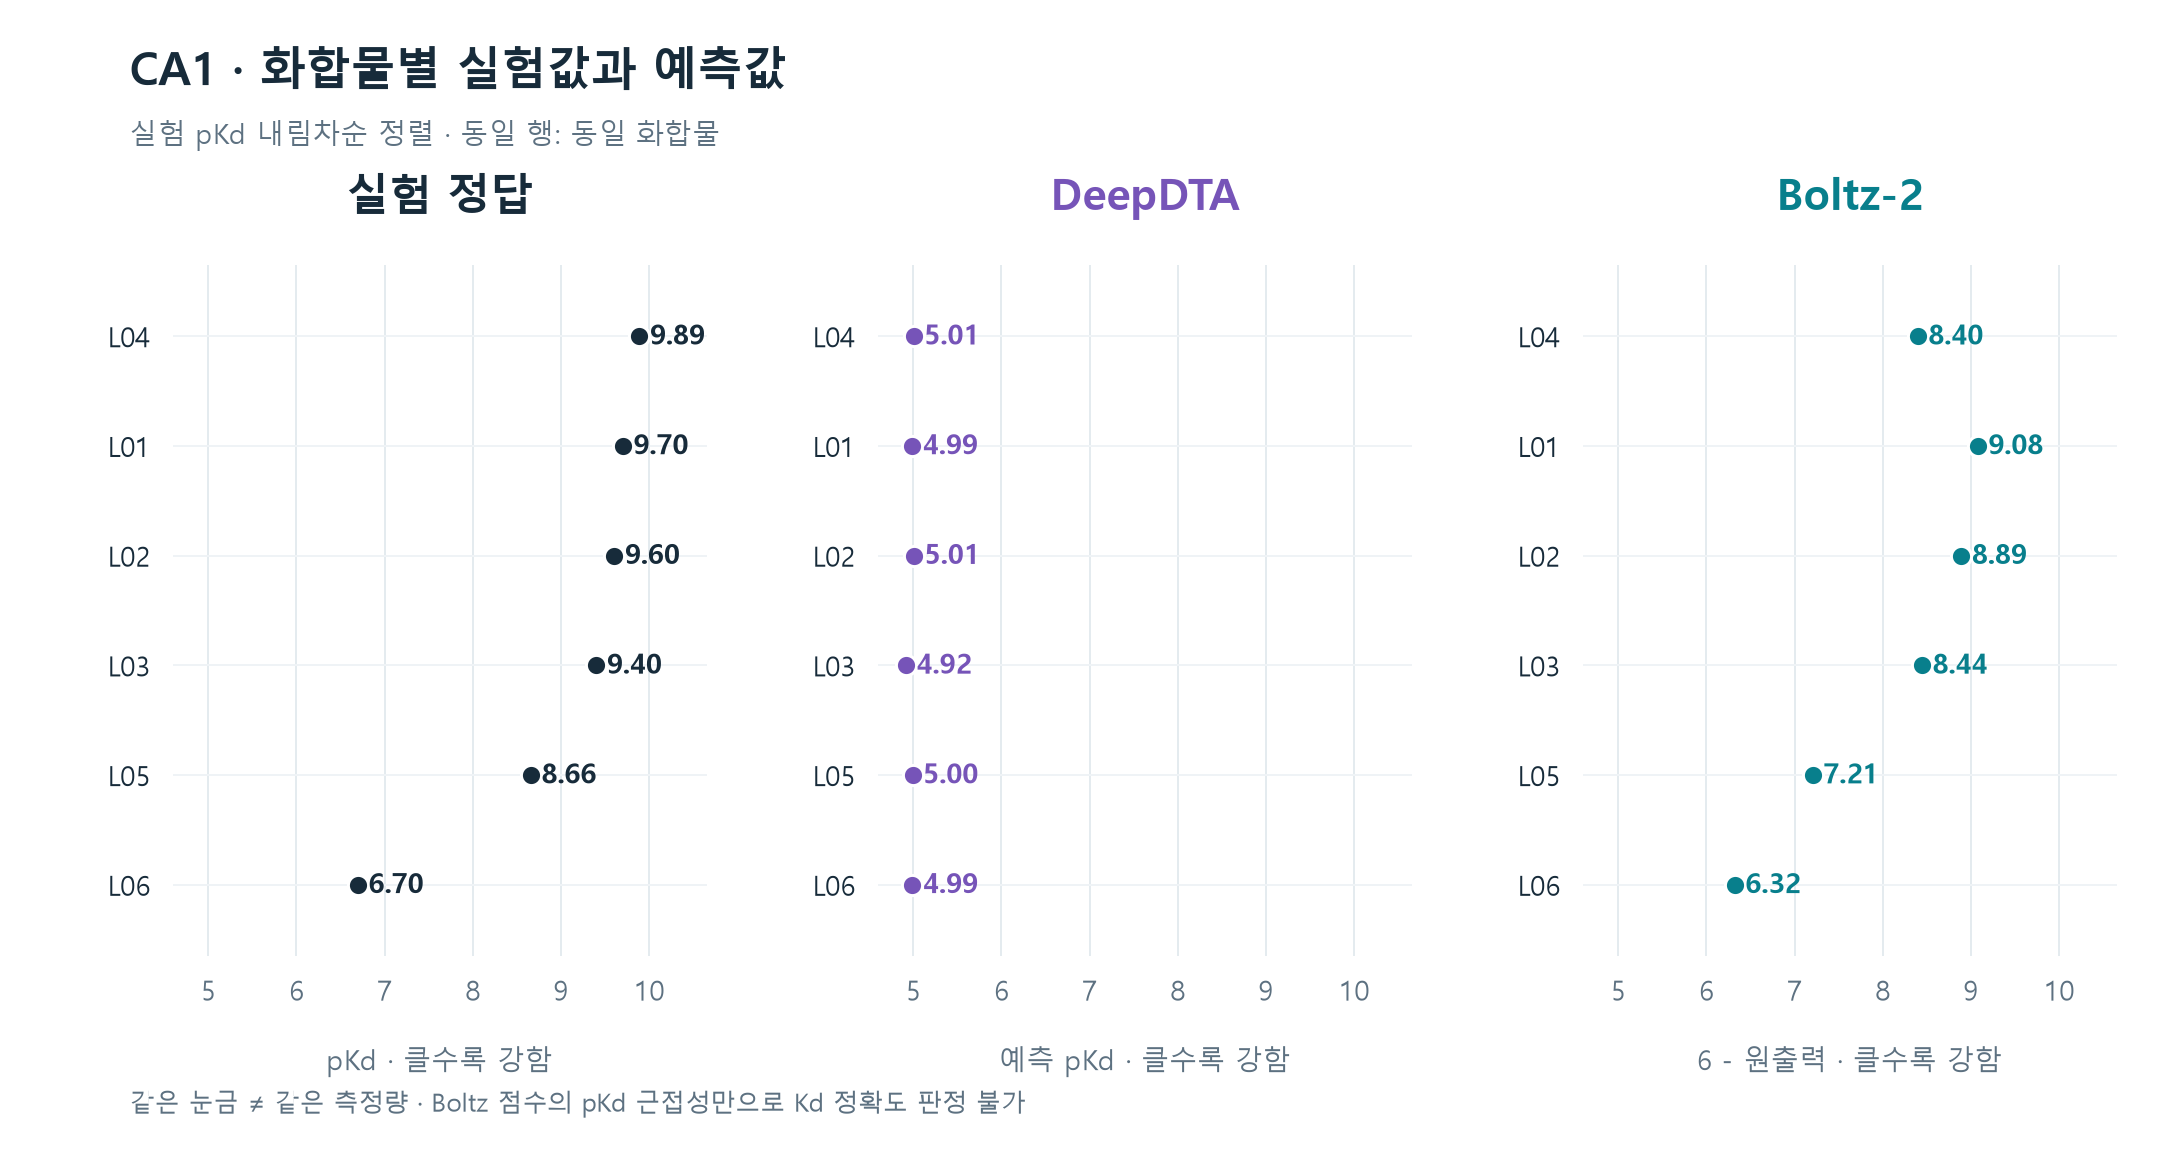 CA1 · 화합물별 실험값과 예측값
실험 pKd 내림차순 정렬 · 동일 행: 동일 화합물
실험 정답
L04
9.89
L01
9.70
L02
9.60
L03
9.40
L05
8.66
L06
6.70
5 6 7 8 9 10
pKd · 클수록 강함
DeepDTA
L04
5.01
L01
4.99
L02
5.01
L03
4.92
L05
5.00
L06
4.99
5 6 7 8 9 10
예측 pKd · 클수록 강함
Boltz-2
L04
8.40
L01
9.08
L02
8.89
L03
8.44
L05
7.21
L06
6.32
5 6 7 8 9 10
6 - 원출력 · 클수록 강함
같은 눈금 ≠ 같은 측정량 · Boltz 점수의 pKd 근접성만으로 Kd 정확도 판정 불가